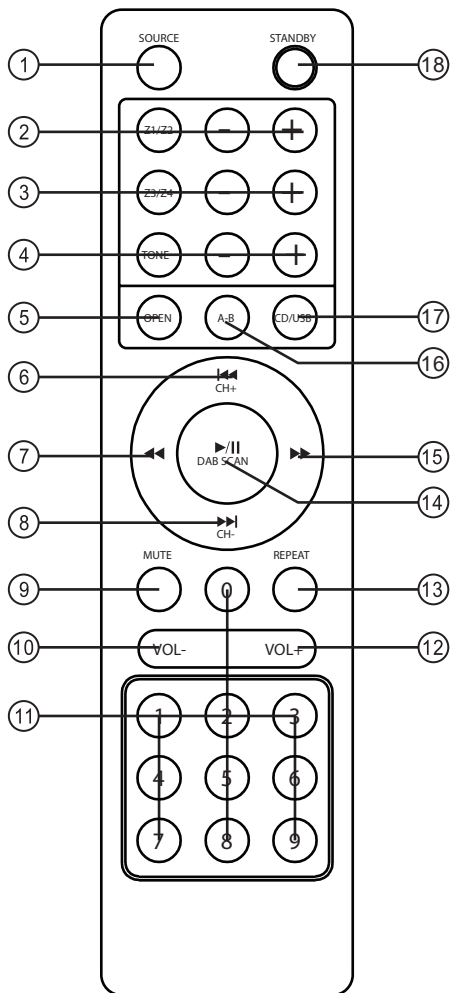 SOURCE STANDBY
1 18
2 Z1/Z2 - +
3 Z3/Z4 - +
4 TONE - +
5 OPEN A-B CD/USB 17
16
6 CH+
7 15
DAB SCAN
14
8 CH-
MUTE REPEAT
9 0 13
10 VOL- VOL+ 12
11 1 2 3
4 5 6
7 8 9